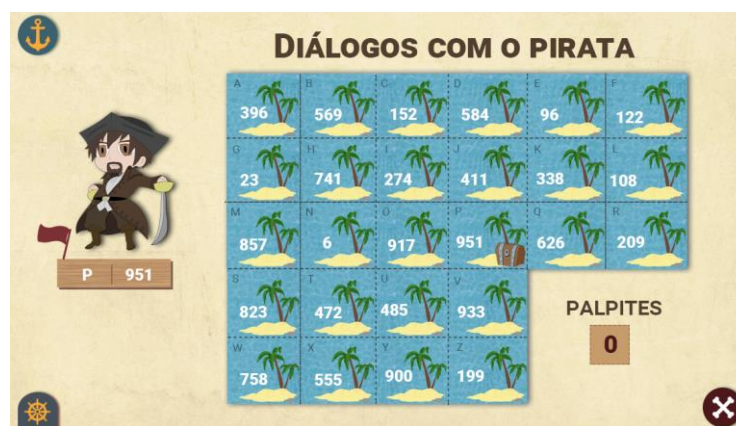 DIÁLOGOS COM O PIRATA
A B C D E F
396 569 152 584 96 122
G H I J K L
23 741 274 411 338 108
M N O P Q R
857 6 917 951 626 209
P 951
S T U V
823 472 485 933
PALPITES
0
W X Y Z
758 555 900 199